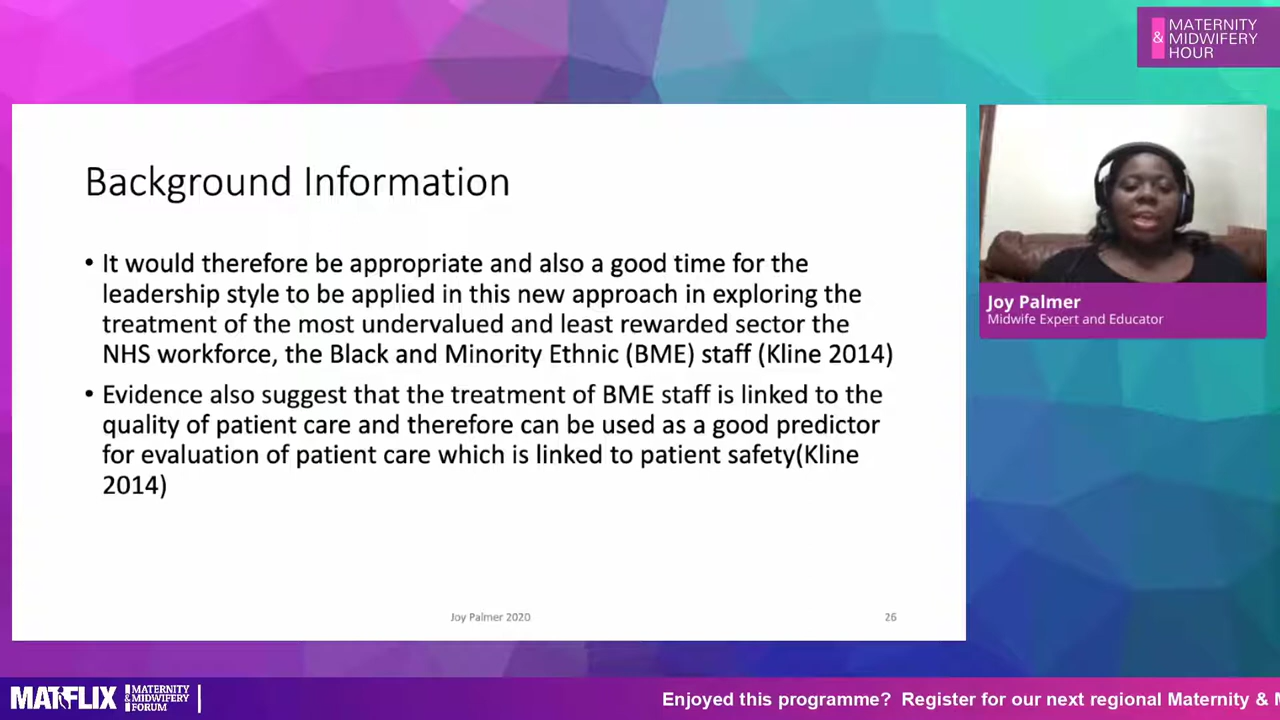 MATERNITY
& MIDWIFERY
HOUR
Background Information
• It would therefore be appropriate and also a good time for the
leadership style to be applied in this new approach in exploring the
treatment of the most undervalued and least rewarded sector the
NHS workforce, the Black and Minority Ethnic (BME) staff (Kline 2014)
• Evidence also suggest that the treatment of BME staff is linked to the
quality of patient care and therefore can be used as a good predictor
for evaluation of patient care which is linked to patient safety(Kline
2014)
Joy Palmer 2020
26
Joy Palmer
Midwife Expert and Educator
MATFLIX
MATERNITY
& MIDWIFERY
FORUM
Enjoyed this programme? Register for our next regional Maternity &